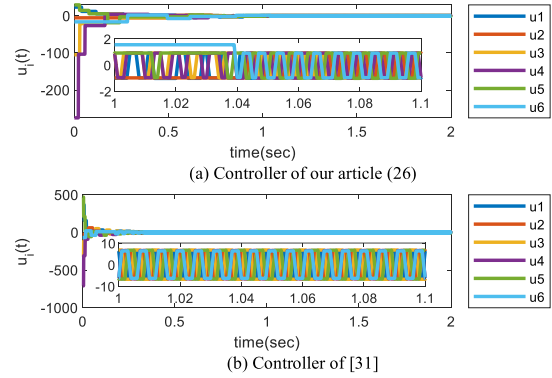 0
-100
-200
u_i(t)
2
0
-2
1
1.02
1.04
1.06
1.08
1.1
0
0.5
1
1.5
2
time(sec)
u1
u2
u3
u4
u5
u6
(a) Controller of our article (26)
500
0
-500
-1000
u_i(t)
10
0
-10
1
1.02
1.04
1.06
1.08
1.1
0
0.5
1
1.5
2
time(sec)
u1
u2
u3
u4
u5
u6
(b) Controller of [31]